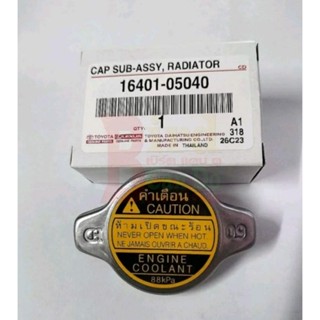 CAP SUB-ASSY, RADIATOR
16401-05040
QTY.
1
A1
TOYOTA
LEXUS
TOYOTA DAIHATSU ENGINEERING
& MANUFACTURING CO.,LTD.
MADE IN THAILAND
318
26C23
คำเตือน
CAUTION
ห้ามเปิดขณะร้อน
NEVER OPEN WHEN HOT
NE JAMAIS OUVRIR A CHAUD.
ENGINE
COOLANT
88kPa